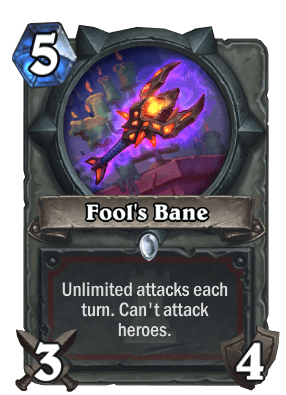 5
Fool's Bane
Unlimited attacks each
turn. Can't attack
heroes.
3
4